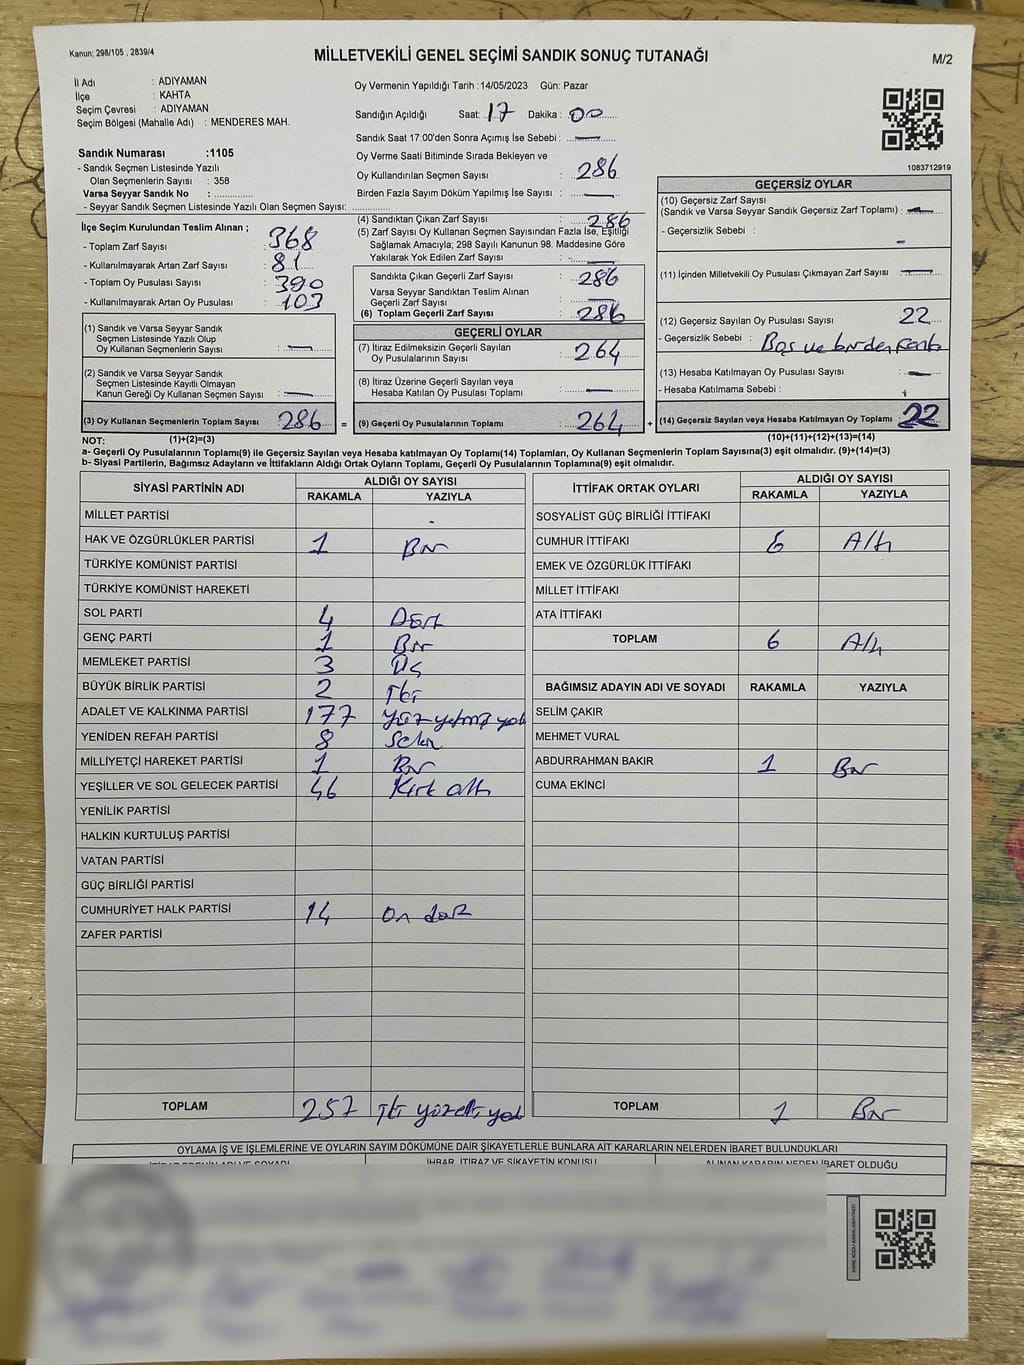 Kanun; 298/105 , 2839/4
MİLLETVEKİLİ GENEL SEÇİMİ SANDIK SONUÇ TUTANAĞI
M/2
İl Adı : ADIYAMAN
İlçe : KAHTA
Seçim Çevresi : ADIYAMAN
Seçim Bölgesi (Mahalle Adı) : MENDERES MAH.
Oy Vermenin Yapıldığı Tarih : 14/05/2023 Gün: Pazar
Sandığın Açıldığı Saat: 17 Dakika : 00
Sandık Saat 17:00'den Sonra Açımış İse Sebebi : —
Oy Verme Saati Bitiminde Sırada Bekleyen ve
Oy Kullandırılan Seçmen Sayısı : 286
Birden Fazla Sayım Döküm Yapılmış İse Sayısı : —
1083712919
Sandık Numarası :1105
- Sandık Seçmen Listesinde Yazılı
Olan Seçmenlerin Sayısı : 358
Varsa Seyyar Sandık No :
- Seyyar Sandık Seçmen Listesinde Yazılı Olan Seçmen Sayısı:
İlçe Seçim Kurulundan Teslim Alınan ;
- Toplam Zarf Sayısı : 368
- Kullanılmayarak Artan Zarf Sayısı : 81
- Toplam Oy Pusulası Sayısı : 390
- Kullanılmayarak Artan Oy Pusulası : 103
(1) Sandık ve Varsa Seyyar Sandık
Seçmen Listesinde Yazılı Olup
Oy Kullanan Seçmenlerin Sayısı : —
(2) Sandık ve Varsa Seyyar Sandık
Seçmen Listesinde Kayıtlı Olmayan
Kanun Gereği Oy Kullanan Seçmen Sayısı : —
(3) Oy Kullanan Seçmenlerin Toplam Sayısı : 286 =
(4) Sandıktan Çıkan Zarf Sayısı : 286
(5) Zarf Sayısı Oy Kullanan Seçmen Sayısından Fazla İse, Eşitliği
Sağlamak Amacıyla; 298 Sayılı Kanunun 98. Maddesine Göre
Yakılarak Yok Edilen Zarf Sayısı : —
Sandıkta Çıkan Geçerli Zarf Sayısı : 286
Varsa Seyyar Sandıktan Teslim Alınan
Geçerli Zarf Sayısı : —
(6) Toplam Geçerli Zarf Sayısı : 286
GEÇERLİ OYLAR
(7) İtiraz Edilmeksizin Geçerli Sayılan
Oy Pusulalarının Sayısı : 264
(8) İtiraz Üzerine Geçerli Sayılan veya
Hesaba Katılan Oy Pusulaları Toplamı : —
(9) Geçerli Oy Pusulalarının Toplamı : 264 +
GEÇERSİZ OYLAR
(10) Geçersiz Zarf Sayısı
(Sandık ve Varsa Seyyar Sandık Geçersiz Zarf Toplamı) : —
- Geçersizlik Sebebi : -
(11) İçinden Milletvekili Oy Pusulası Çıkmayan Zarf Sayısı : —
(12) Geçersiz Sayılan Oy Pusulası Sayısı : 22
- Geçersizlik Sebebi : Boş ve birden fazla
(13) Hesaba Katılmayan Oy Pusulası Sayısı : —
- Hesaba Katılmama Sebebi :
(14) Geçersiz Sayılan veya Hesaba Katılmayan Oy Toplamı 22
NOT: (1)+(2)=(3) (10)+(11)+(12)+(13)=(14)
a- Geçerli Oy Pusulalarının Toplamı(9) ile Geçersiz Sayılan veya Hesaba katılmayan Oy Toplamı(14) Toplamları, Oy Kullanan Seçmenlerin Toplam Sayısına(3) eşit olmalıdır. (9)+(14)=(3)
b- Siyasi Partilerin, Bağımsız Adayların ve İttifakların Aldığı Ortak Oyların Toplamı, Geçerli Oy Pusulalarının Toplamına(9) eşit olmalıdır.
SİYASİ PARTİNİN ADI ALDIĞI OY SAYISI
RAKAMLA YAZIYLA
MİLLET PARTİSİ -
HAK VE ÖZGÜRLÜKLER PARTİSİ 1 Bir
TÜRKİYE KOMÜNİST PARTİSİ
TÜRKİYE KOMÜNİST HAREKETİ
SOL PARTİ 4 Dört
GENÇ PARTİ 1 Bir
MEMLEKET PARTİSİ 3 Üç
BÜYÜK BİRLİK PARTİSİ 2 İki
ADALET VE KALKINMA PARTİSİ 177 Yüz yetmiş yedi
YENİDEN REFAH PARTİSİ 8 Sekiz
MİLLİYETÇİ HAREKET PARTİSİ 1 Bir
YEŞİLLER VE SOL GELECEK PARTİSİ 46 Kırk altı
YENİLİK PARTİSİ
HALKIN KURTULUŞ PARTİSİ
VATAN PARTİSİ
GÜÇ BİRLİĞİ PARTİSİ
CUMHURİYET HALK PARTİSİ 14 On dört
ZAFER PARTİSİ
TOPLAM 257 İki yüzelli yedi
İTTİFAK ORTAK OYLARI ALDIĞI OY SAYISI
RAKAMLA YAZIYLA
SOSYALİST GÜÇ BİRLİĞİ İTTİFAKI
CUMHUR İTTİFAKI 6 Altı
EMEK VE ÖZGÜRLÜK İTTİFAKI
MİLLET İTTİFAKI
ATA İTTİFAKI
TOPLAM 6 Altı
BAĞIMSIZ ADAYIN ADI VE SOYADI RAKAMLA YAZIYLA
SELİM ÇAKIR
MEHMET VURAL
ABDURRAHMAN BAKIR 1 Bir
CUMA EKİNCİ
TOPLAM 1 Bir
OYLAMA İŞ VE İŞLEMLERİNE VE OYLARIN SAYIM DÖKÜMÜNE DAİR ŞİKAYETLERLE BUNLARA AİT KARARLARIN NELERDEN İBARET BULUNDUKLARI
İHBAR, İTİRAZ VE ŞİKAYETİN KONUSU ALINAN KARARIN NEDEN İBARET OLDUĞU